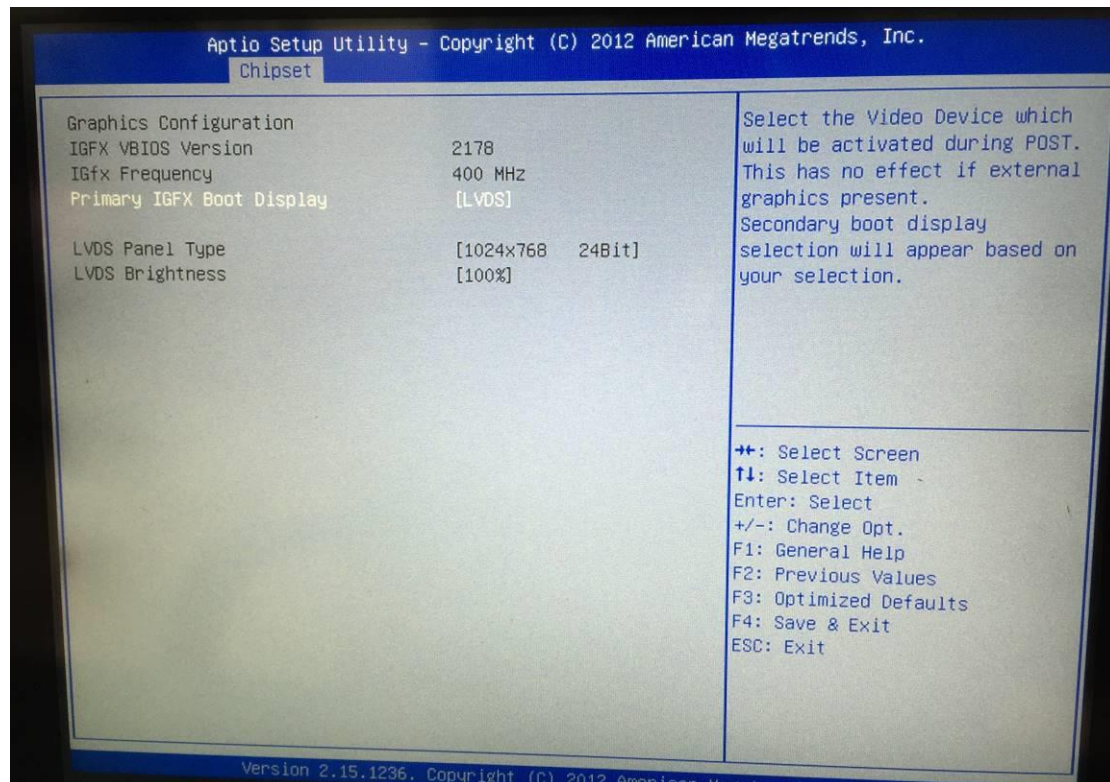 Aptio Setup Utility - Copyright (C) 2012 American Megatrends, Inc.
Chipset
Graphics Configuration
IGFX VBIOS Version 2178
IGfx Frequency 400 MHz
Primary IGFX Boot Display [LVDS]
LVDS Panel Type [1024x768 24Bit]
LVDS Brightness [100%]
Select the Video Device which
will be activated during POST.
This has no effect if external
graphics present.
Secondary boot display
selection will appear based on
your selection.
→←: Select Screen
↑↓: Select Item
Enter: Select
+/-: Change Opt.
F1: General Help
F2: Previous Values
F3: Optimized Defaults
F4: Save & Exit
ESC: Exit
Version 2.15.1236. Copyright (C) 2012 American